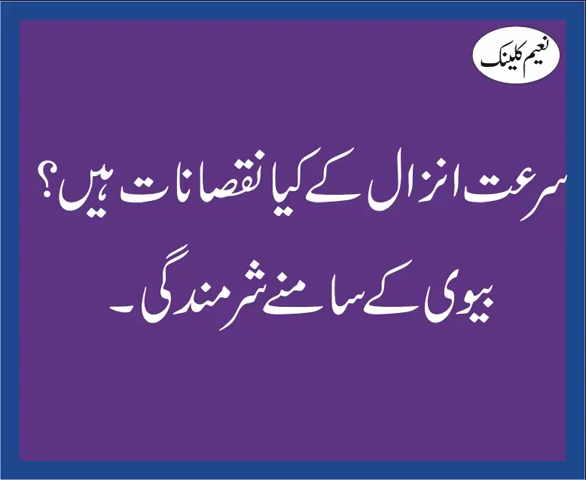 نعیم کلینک
سرعت انزال کے کیا نقصانات ہیں؟
بیوی کے سامنے شرمندگی ۔